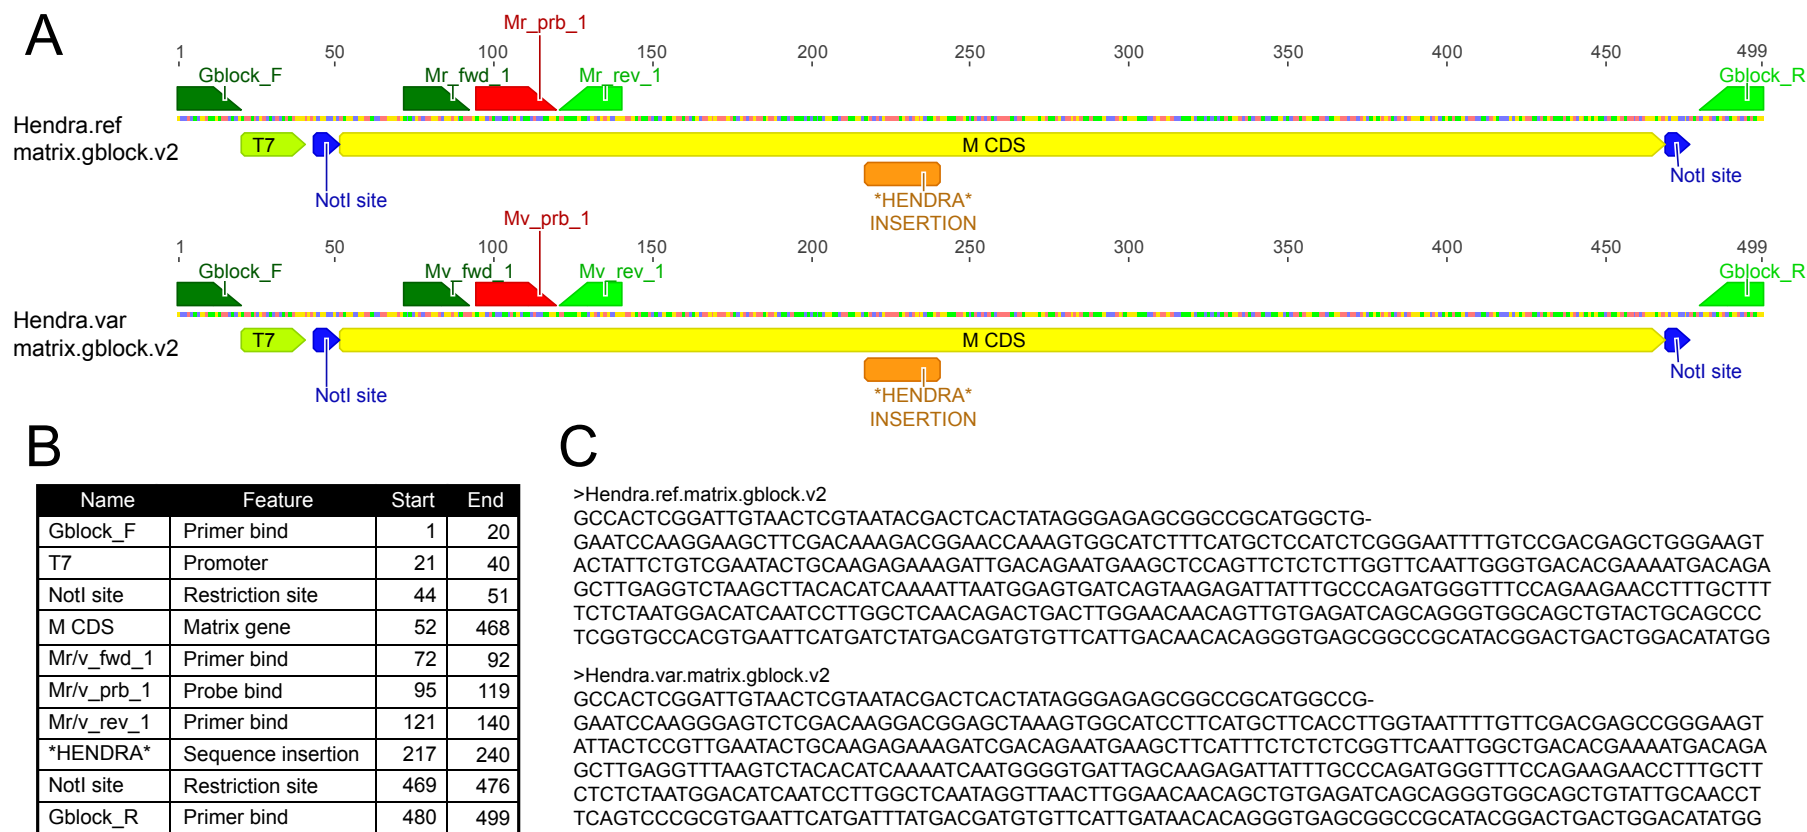 A
Mr_prb_1
1 50 100 150 200 250 300 350 400 450 499
Gblock_F Mr_fwd_1 Mr_rev_1 Gblock_R
Hendra.ref
matrix.gblock.v2
T7 M CDS
NotI site *HENDRA* NotI site
INSERTION
Mv_prb_1
1 50 100 150 200 250 300 350 400 450 499
Gblock_F Mv_fwd_1 Mv_rev_1 Gblock_R
Hendra.var
matrix.gblock.v2
T7 M CDS
NotI site *HENDRA* NotI site
INSERTION
B
Name Feature Start End
Gblock_F Primer bind 1 20
T7 Promoter 21 40
NotI site Restriction site 44 51
M CDS Matrix gene 52 468
Mr/v_fwd_1 Primer bind 72 92
Mr/v_prb_1 Probe bind 95 119
Mr/v_rev_1 Primer bind 121 140
*HENDRA* Sequence insertion 217 240
NotI site Restriction site 469 476
Gblock_R Primer bind 480 499
C
>Hendra.ref.matrix.gblock.v2
GCCACTCGGATTGTAACTCGTAATACGACTCACTATAGGGAGAGCGGCCGCATGGCTG-
GAATCCAAGGAAGCTTCGACAAAGACGGAACCAAAGTGGCATCTTTCATGCTCCATCTCGGGAATTTTGTCCGACGAGCTGGGAAGT
ACTATTCTGTCGAATACTGCAAGAGAAAGATTGACAGAATGAAGCTCCAGTTCTCTCTTGGTTCAATTGGGTGACACGAAAATGACAGA
GCTTGAGGTCTAAGCTTACACATCAAAATTAATGGAGTGATCAGTAAGAGATTATTTGCCCAGATGGGTTTCCAGAAGAACCTTTGCTTT
TCTCTAATGGACATCAATCCTTGGCTCAACAGACTGACTTGGAACAACAGTTGTGAGATCAGCAGGGTGGCAGCTGTACTGCAGCCC
TCGGTGCCACGTGAATTCATGATCTATGACGATGTGTTCATTGACAACACAGGGTGAGCGGCCGCATACGGACTGACTGGACATATGG
>Hendra.var.matrix.gblock.v2
GCCACTCGGATTGTAACTCGTAATACGACTCACTATAGGGAGAGCGGCCGCATGGCCG-
GAATCCAAGGGAGTCTCGACAAGGACGGAGCTAAAGTGGCATCCTTCATGCTTCACCTTGGTAATTTTGTTCGACGAGCCGGGAAGT
ATTACTCCGTTGAATACTGCAAGAGAAAGATCGACAGAATGAAGCTTCATTTCTCTCTCGGTTCAATTGGCTGACACGAAAATGACAGA
GCTTGAGGTTTAAGTCTACACATCAAAATCAATGGGGTGATTAGCAAGAGATTATTTGCCCAGATGGGTTTCCAGAAGAACCTTTGCTT
CTCTCTAATGGACATCAATCCTTGGCTCAATAGGTTAACTTGGAACAACAGCTGTGAGATCAGCAGGGTGGCAGCTGTATTGCAACCT
TCAGTCCCGCGTGAATTCATGATTTATGACGATGTGTTCATTGATAACACAGGGTGAGCGGCCGCATACGGACTGACTGGACATATGG